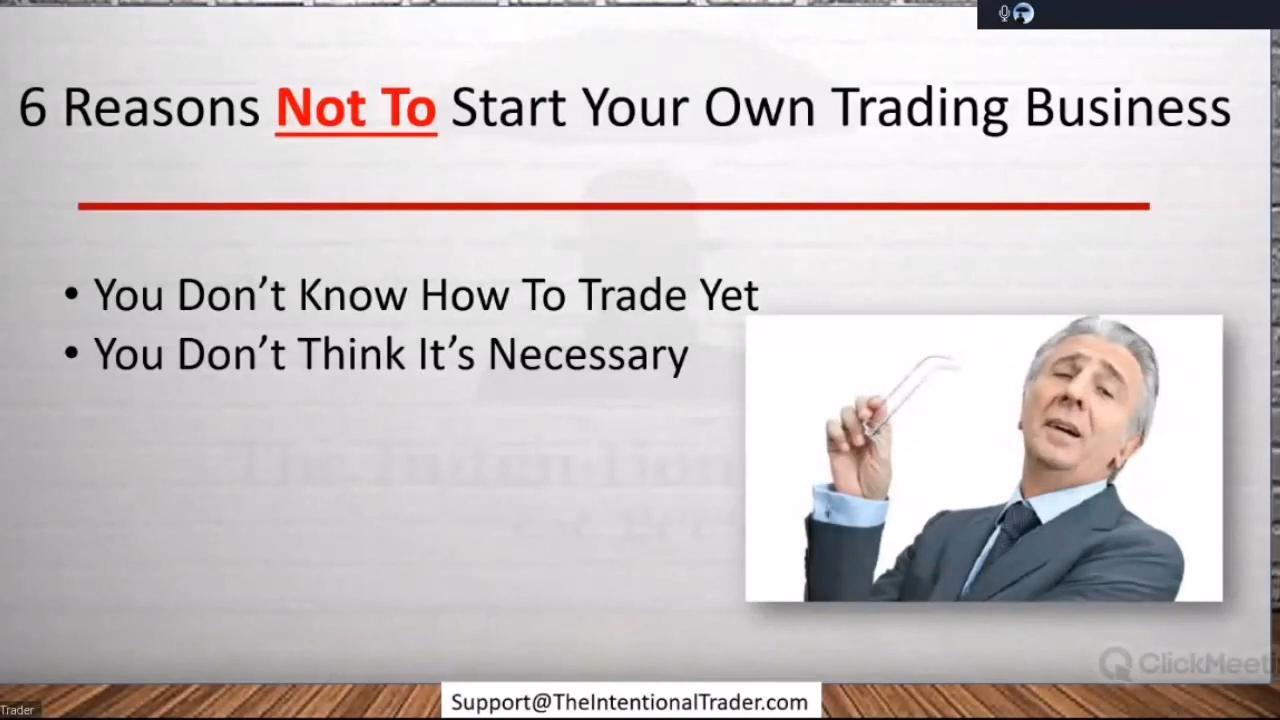 6 Reasons Not To Start Your Own Trading Business
• You Don't Know How To Trade Yet
• You Don't Think It's Necessary
ClickMeeti
Support@TheIntentionalTrader.com
Trader